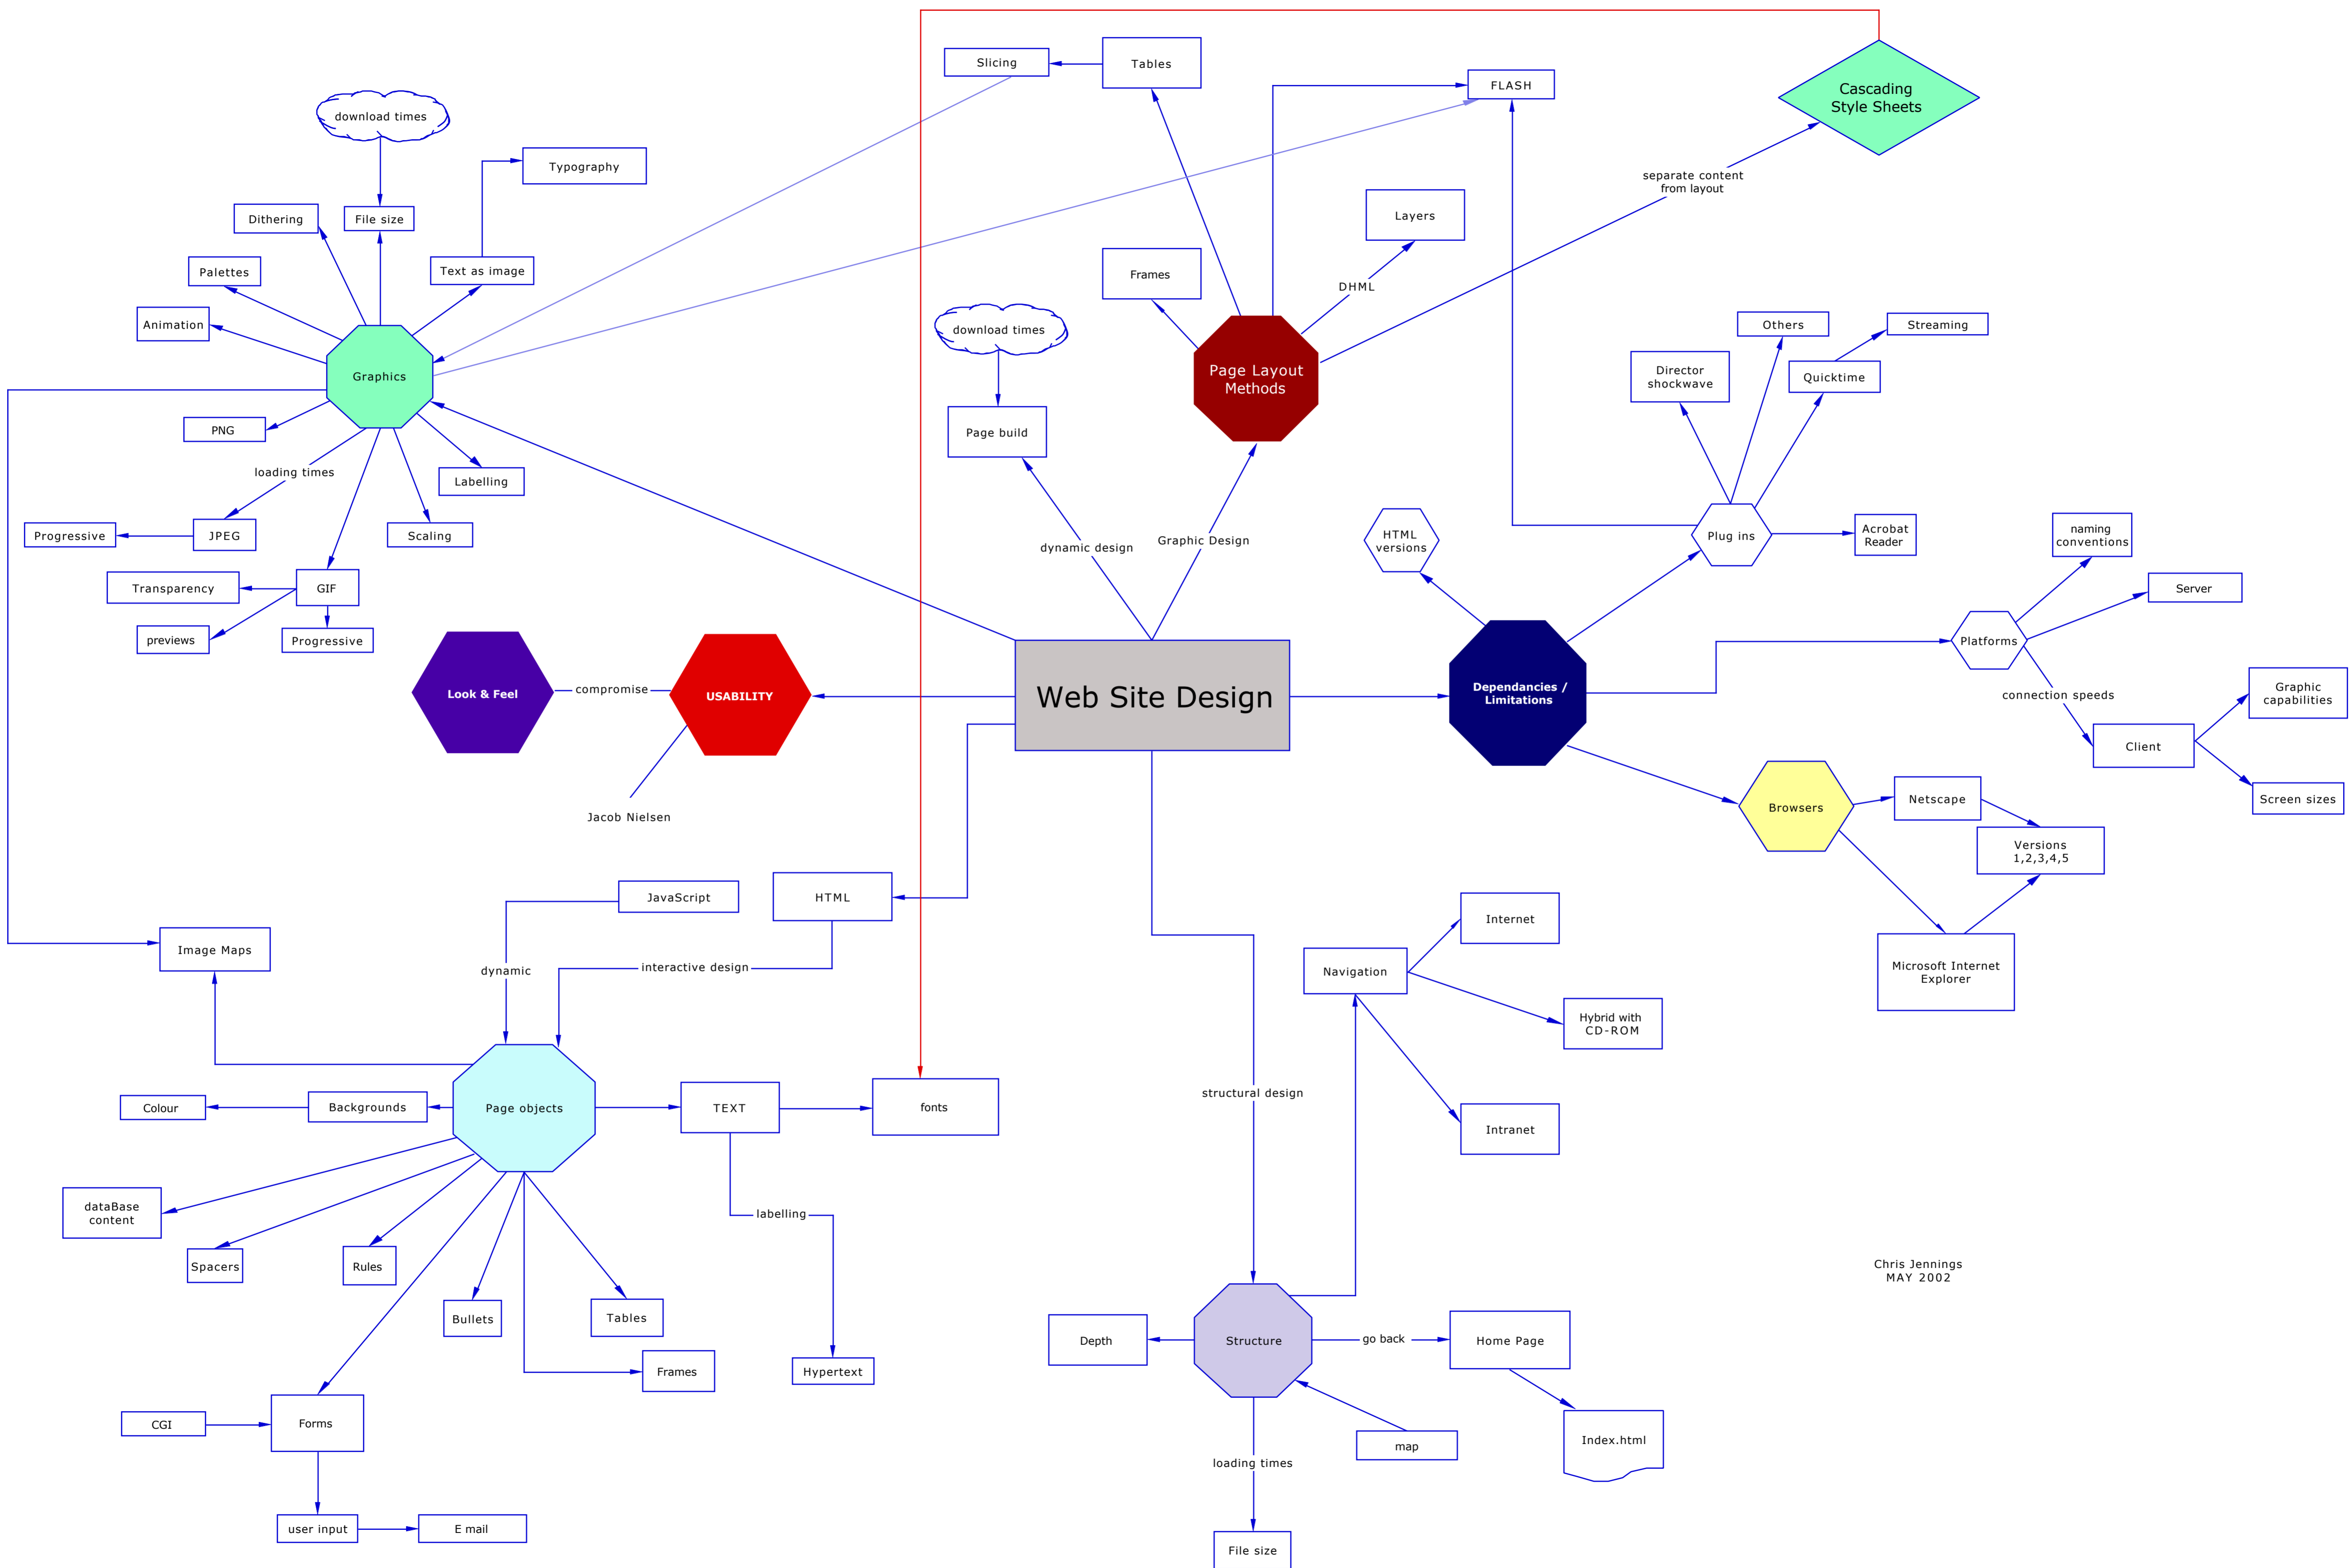 Slicing
Tables
FLASH
Cascading
Style Sheets
download times
Typography
separate content
from layout
Dithering
File size
Layers
Palettes
Text as image
Frames
DHML
Animation
download times
Others
Streaming
Graphics
Page Layout
Methods
Director
shockwave
Quicktime
PNG
Page build
loading times
Labelling
Progressive
JPEG
Scaling
dynamic design
Graphic Design
HTML
versions
Plug ins
Acrobat
Reader
naming
conventions
Transparency
GIF
Server
previews
Progressive
Platforms
Look & Feel
compromise
USABILITY
Web Site Design
Dependancies /
Limitations
connection speeds
Graphic
capabilities
Client
Jacob Nielsen
Browsers
Netscape
Screen sizes
Versions
1,2,3,4,5
JavaScript
HTML
Internet
Image Maps
dynamic
interactive design
Navigation
Microsoft Internet
Explorer
Hybrid with
CD-ROM
structural design
Colour
Backgrounds
Page objects
TEXT
fonts
Intranet
dataBase
content
labelling
Spacers
Rules
Chris Jennings
MAY 2002
Bullets
Tables
Depth
Structure
go back
Home Page
Frames
Hypertext
CGI
Forms
map
Index.html
loading times
user input
E mail
File size